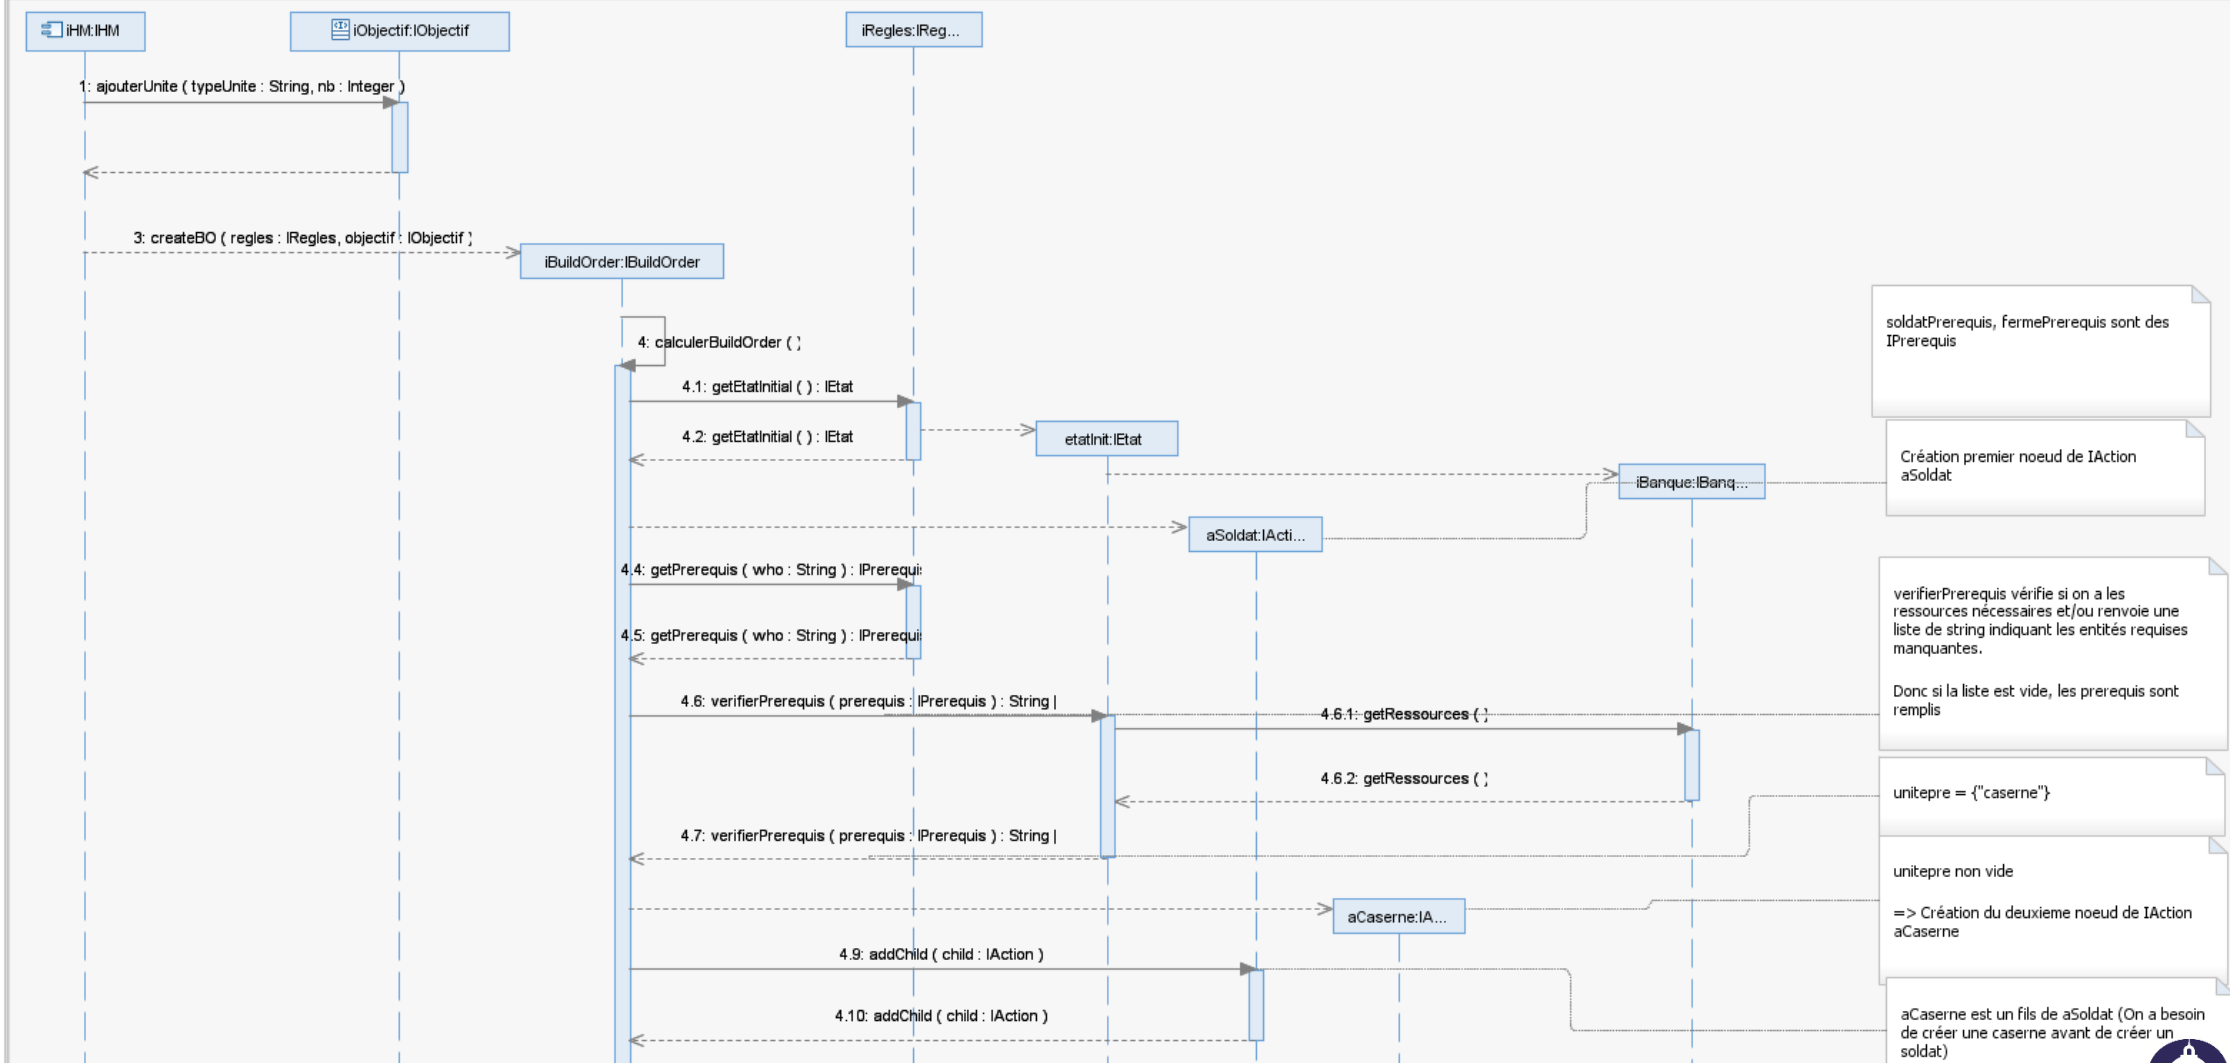 iHM:IHM
iObjectif:IObjectif
iRegles:IReg...
1: ajouterUnite ( typeUnite : String, nb : Integer )
3: createBO ( regles : IRegles, objectif : IObjectif )
iBuildOrder:IBuildOrder
4: calculerBuildOrder ( )
4.1: getEtatInitial ( ) : IEtat
4.2: getEtatInitial ( ) : IEtat
etatInit:IEtat
iBanque:IBanq...
aSoldat:IActi...
4.4: getPrerequis ( who : String ) : IPrerequis
4.5: getPrerequis ( who : String ) : IPrerequis
4.6: verifierPrerequis ( prerequis : IPrerequis ) : String [
4.6.1: getRessources ( )
4.6.2: getRessources ( )
4.7: verifierPrerequis ( prerequis : IPrerequis ) : String [
aCaserne:IA...
4.9: addChild ( child : IAction )
4.10: addChild ( child : IAction )
soldatPrerequis, fermePrerequis sont des
IPrerequis
Création premier noeud de IAction
aSoldat
verifierPrerequis vérifie si on a les
ressources nécessaires et/ou renvoie une
liste de string indiquant les entités requises
manquantes.
Donc si la liste est vide, les prerequis sont
remplis
unitepre = {"caserne"}
unitepre non vide
=> Création du deuxieme noeud de IAction
aCaserne
aCaserne est un fils de aSoldat (On a besoin
de créer une caserne avant de créer un
soldat)